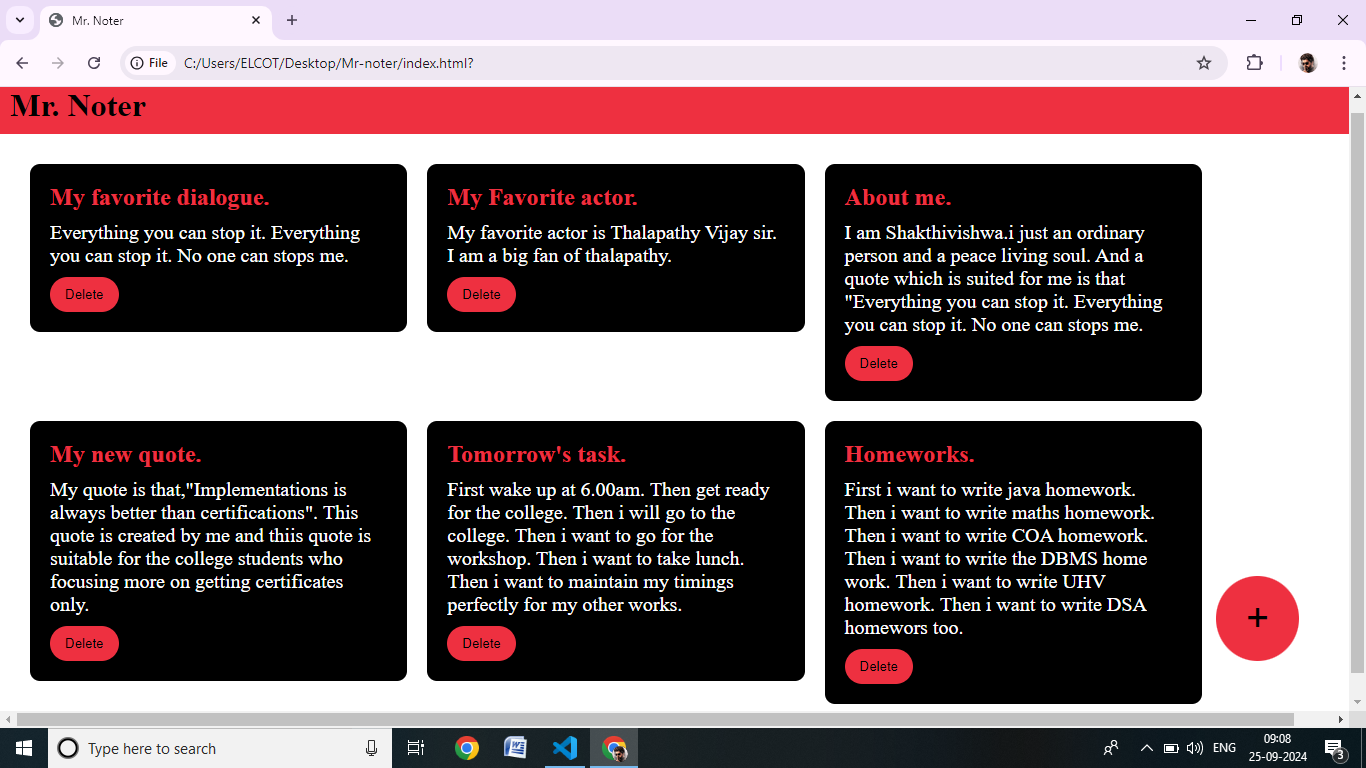 Mr. Noter
File
C:/Users/ELCOT/Desktop/Mr-noter/index.html?
Mr. Noter
My favorite dialogue.
Everything you can stop it. Everything
you can stop it. No one can stops me.
Delete
My Favorite actor.
My favorite actor is Thalapathy Vijay sir.
I am a big fan of thalapathy.
Delete
About me.
I am Shakthivishwa.i just an ordinary
person and a peace living soul. And a
quote which is suited for me is that
"Everything you can stop it. Everything
you can stop it. No one can stops me.
Delete
My new quote.
My quote is that,"Implementations is
always better than certifications". This
quote is created by me and thiis quote is
suitable for the college students who
focusing more on getting certificates
only.
Delete
Tomorrow's task.
First wake up at 6.00am. Then get ready
for the college. Then i will go to the
college. Then i want to go for the
workshop. Then i want to take lunch.
Then i want to maintain my timings
perfectly for my other works.
Delete
Homeworks.
First i want to write java homework.
Then i want to write maths homework.
Then i want to write COA homework.
Then i want to write the DBMS home
work. Then i want to write UHV
homework. Then i want to write DSA
homewors too.
Delete
+
Type here to search
ENG
09:08
25-09-2024
3